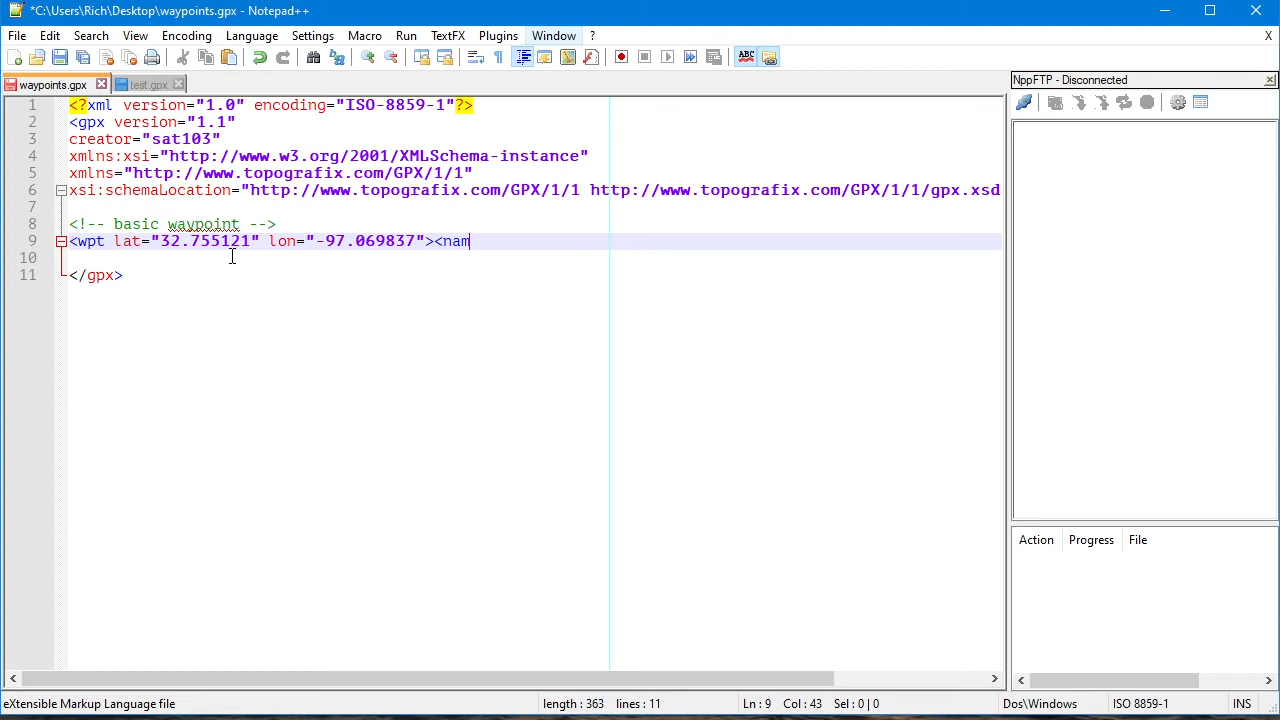 *C:\Users\Rich\Desktop\waypoints.gpx - Notepad++
File Edit Search View Encoding Language Settings Macro Run TextFX Plugins Window ? X
ABC
waypoints.gpx test.gpx
NppFTP - Disconnected
1 <?xml version="1.0" encoding="ISO-8859-1"?>
2 <gpx version="1.1"
3 creator="sat103"
4 xmlns:xsi="http://www.w3.org/2001/XMLSchema-instance"
5 xmlns="http://www.topografix.com/GPX/1/1"
6 xsi:schemaLocation="http://www.topografix.com/GPX/1/1 http://www.topografix.com/GPX/1/1/gpx.xsd
7
8 <!-- basic waypoint -->
9 <wpt lat="32.755121" lon="-97.069837"><nam
10
11 </gpx>
Action Progress File
eXtensible Markup Language file length : 363 lines : 11 Ln : 9 Col : 43 Sel : 0 | 0 Dos\Windows ISO 8859-1 INS